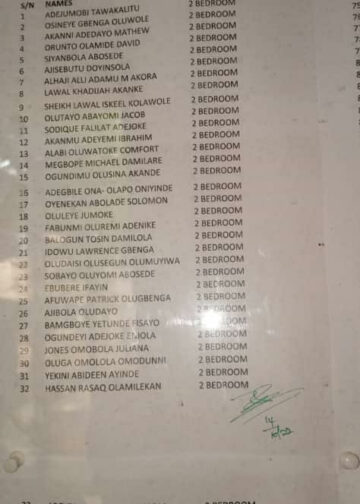 S/N NAMES 2 BEDROOM
1 ADEJUMOBI TAWAKALITU 2 BEDROOM
2 OSINEYE GBENGA OLUWOLE 2 BEDROOM
3 AKANNI ADEDAYO MATHEW 2 BEDROOM
4 ORUNTO OLAMIDE DAVID 2 BEDROOM
5 SIYANBOLA ABOSEDE 2 BEDROOM
6 AJISEBUTU DOYINSOLA 2 BEDROOM
7 ALHAJI ALLI ADAMU M AKORA 2 BEDROOM
8 LAWAL KHADIJAH AKANKE 2 BEDROOM
9 SHEIKH LAWAL ISKEEL KOLAWOLE 2 BEDROOM
10 OLUTAYO ABAYOMI JACOB 2 BEDROOM
11 SODIQUE FALILAT ADEJOKE 2 BEDROOM
12 AKANMU ADEYEMI IBRAHIM 2 BEDROOM
13 ALABI OLUWATOKE COMFORT 2 BEDROOM
14 MEGBOPE MICHAEL DAMILARE 2 BEDROOM
15 OGUNDIMU OLUSINA AKANDE 2 BEDROOM
16 ADEGBILE ONA- OLAPO ONIYINDE 2 BEDROOM
17 OYENEKAN ABOLADE SOLOMON 2 BEDROOM
18 OLULEYE JUMOKE 2 BEDROOM
19 FABUNMI OLUREMI ADENIKE 2 BEDROOM
20 BALOGUN TOSIN DAMILOLA 2 BEDROOM
21 IDOWU LAWRENCE GBENGA 2 BEDROOM
22 OLUDAISI OLUSEGUN OLUMUYIWA 2 BEDROOM
23 SOBAYO OLUYOMI ABOSEDE 2 BEDROOM
24 EBUBERE IFAYIN 2 BEDROOM
25 AFUWAPE PATRICK OLUGBENGA 2 BEDROOM
26 AJIBOLA OLUDAYO 2 BEDROOM
27 BAMGBOYE YETUNDE FISAYO 2 BEDROOM
28 OGUNDEYI ADEJOKE ENIOLA 2 BEDROOM
29 JONES OMOBOLA JULIANA 2 BEDROOM
30 OLUGA OMOLOLA OMODUNNI 2 BEDROOM
31 YEKINI ABIDEEN AYINDE 2 BEDROOM
32 HASSAN RASAQ OLAMILEKAN 2 BEDROOM